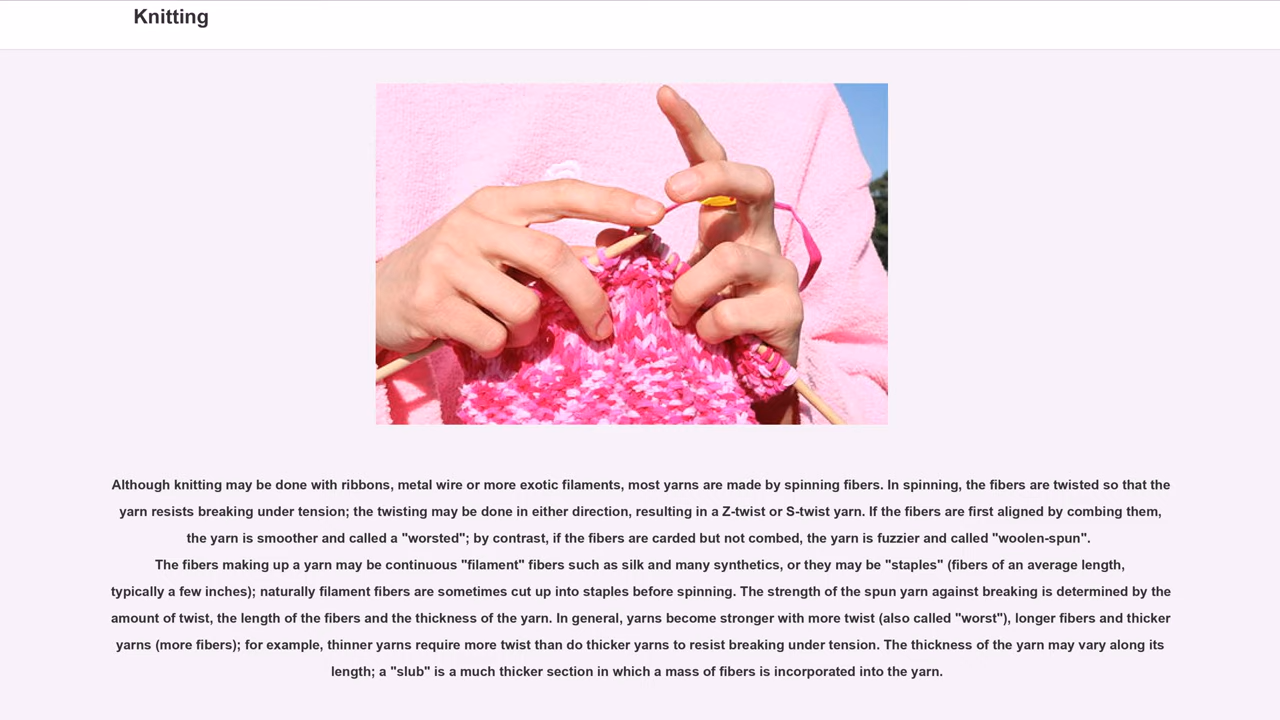 Knitting
Although knitting may be done with ribbons, metal wire or more exotic filaments, most yarns are made by spinning fibers. In spinning, the fibers are twisted so that the
yarn resists breaking under tension; the twisting may be done in either direction, resulting in a Z-twist or S-twist yarn. If the fibers are first aligned by combing them,
the yarn is smoother and called a "worsted"; by contrast, if the fibers are carded but not combed, the yarn is fuzzier and called "woolen-spun".
The fibers making up a yarn may be continuous "filament" fibers such as silk and many synthetics, or they may be "staples" (fibers of an average length,
typically a few inches); naturally filament fibers are sometimes cut up into staples before spinning. The strength of the spun yarn against breaking is determined by the
amount of twist, the length of the fibers and the thickness of the yarn. In general, yarns become stronger with more twist (also called "worst"), longer fibers and thicker
yarns (more fibers); for example, thinner yarns require more twist than do thicker yarns to resist breaking under tension. The thickness of the yarn may vary along its
length; a "slub" is a much thicker section in which a mass of fibers is incorporated into the yarn.